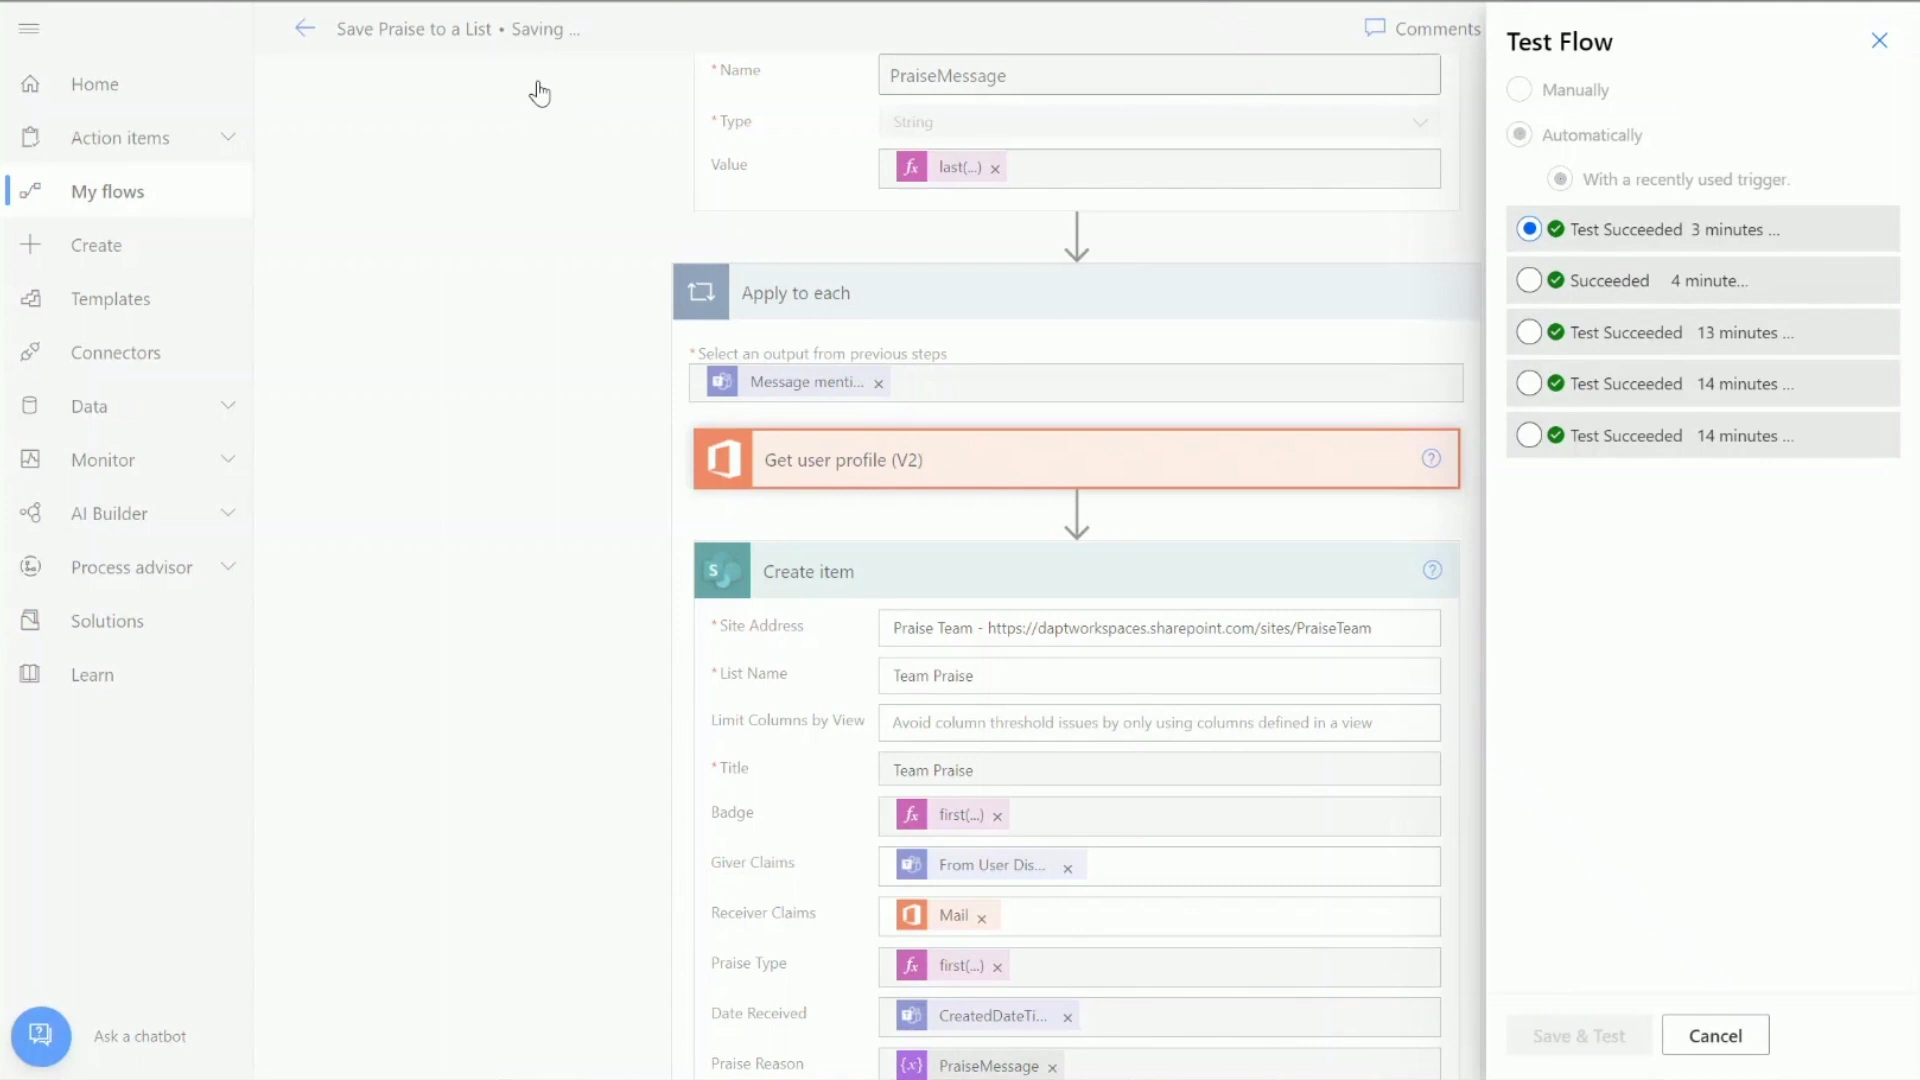 Save Praise to a List • Saving ...
Comments
Home
Action items
My flows
Create
Templates
Connectors
Data
Monitor
AI Builder
Process advisor
Solutions
Learn
Ask a chatbot
* Name
PraiseMessage
* Type
String
Value
fx last(...) ×
Apply to each
* Select an output from previous steps
Message menti... ×
Get user profile (V2)
Create item
S
* Site Address
Praise Team - https://daptworkspaces.sharepoint.com/sites/PraiseTeam
* List Name
Team Praise
Limit Columns by View
Avoid column threshold issues by only using columns defined in a view
* Title
Team Praise
Badge
fx first(...) ×
Giver Claims
From User Dis... ×
Receiver Claims
Mail ×
Praise Type
fx first(...) ×
Date Received
CreatedDateTi... ×
Praise Reason
{x} PraiseMessage ×
Test Flow
Manually
Automatically
With a recently used trigger.
Test Succeeded 3 minutes ...
Succeeded 4 minute...
Test Succeeded 13 minutes ...
Test Succeeded 14 minutes ...
Test Succeeded 14 minutes ...
Save & Test
Cancel